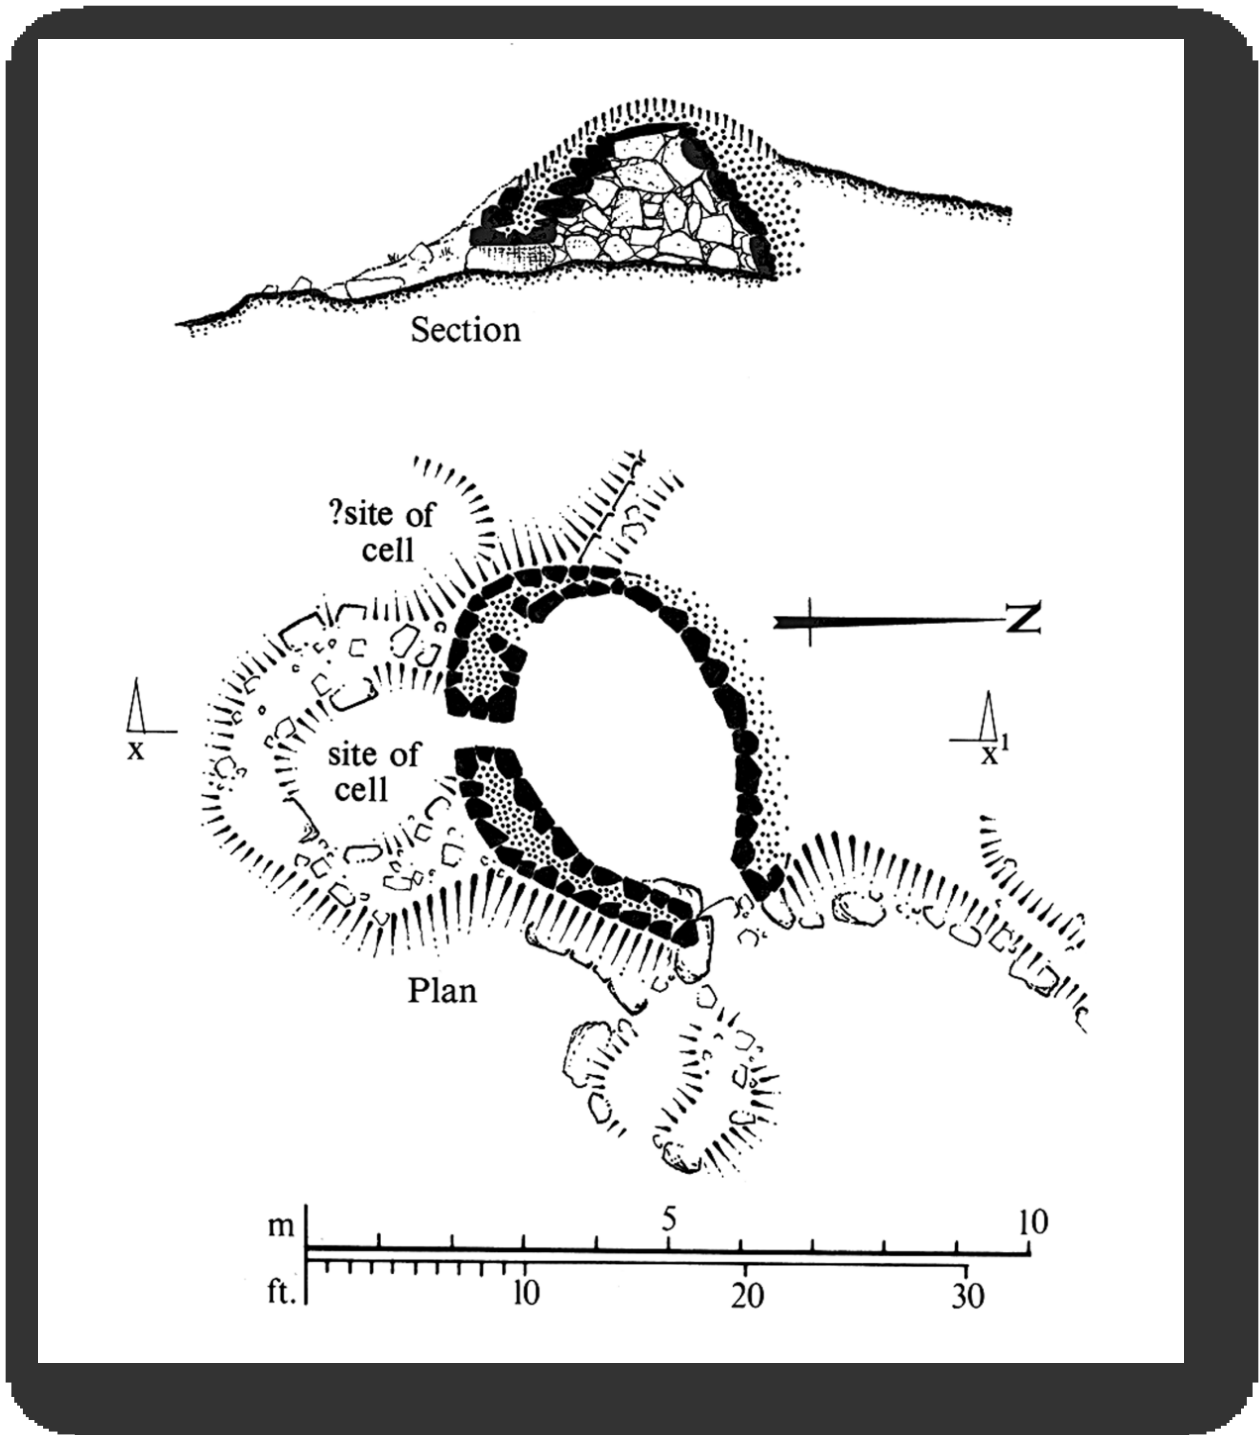 Section
?site of
cell
N
x
x¹
site of
cell
Plan
m 5 10
ft. 10 20 30